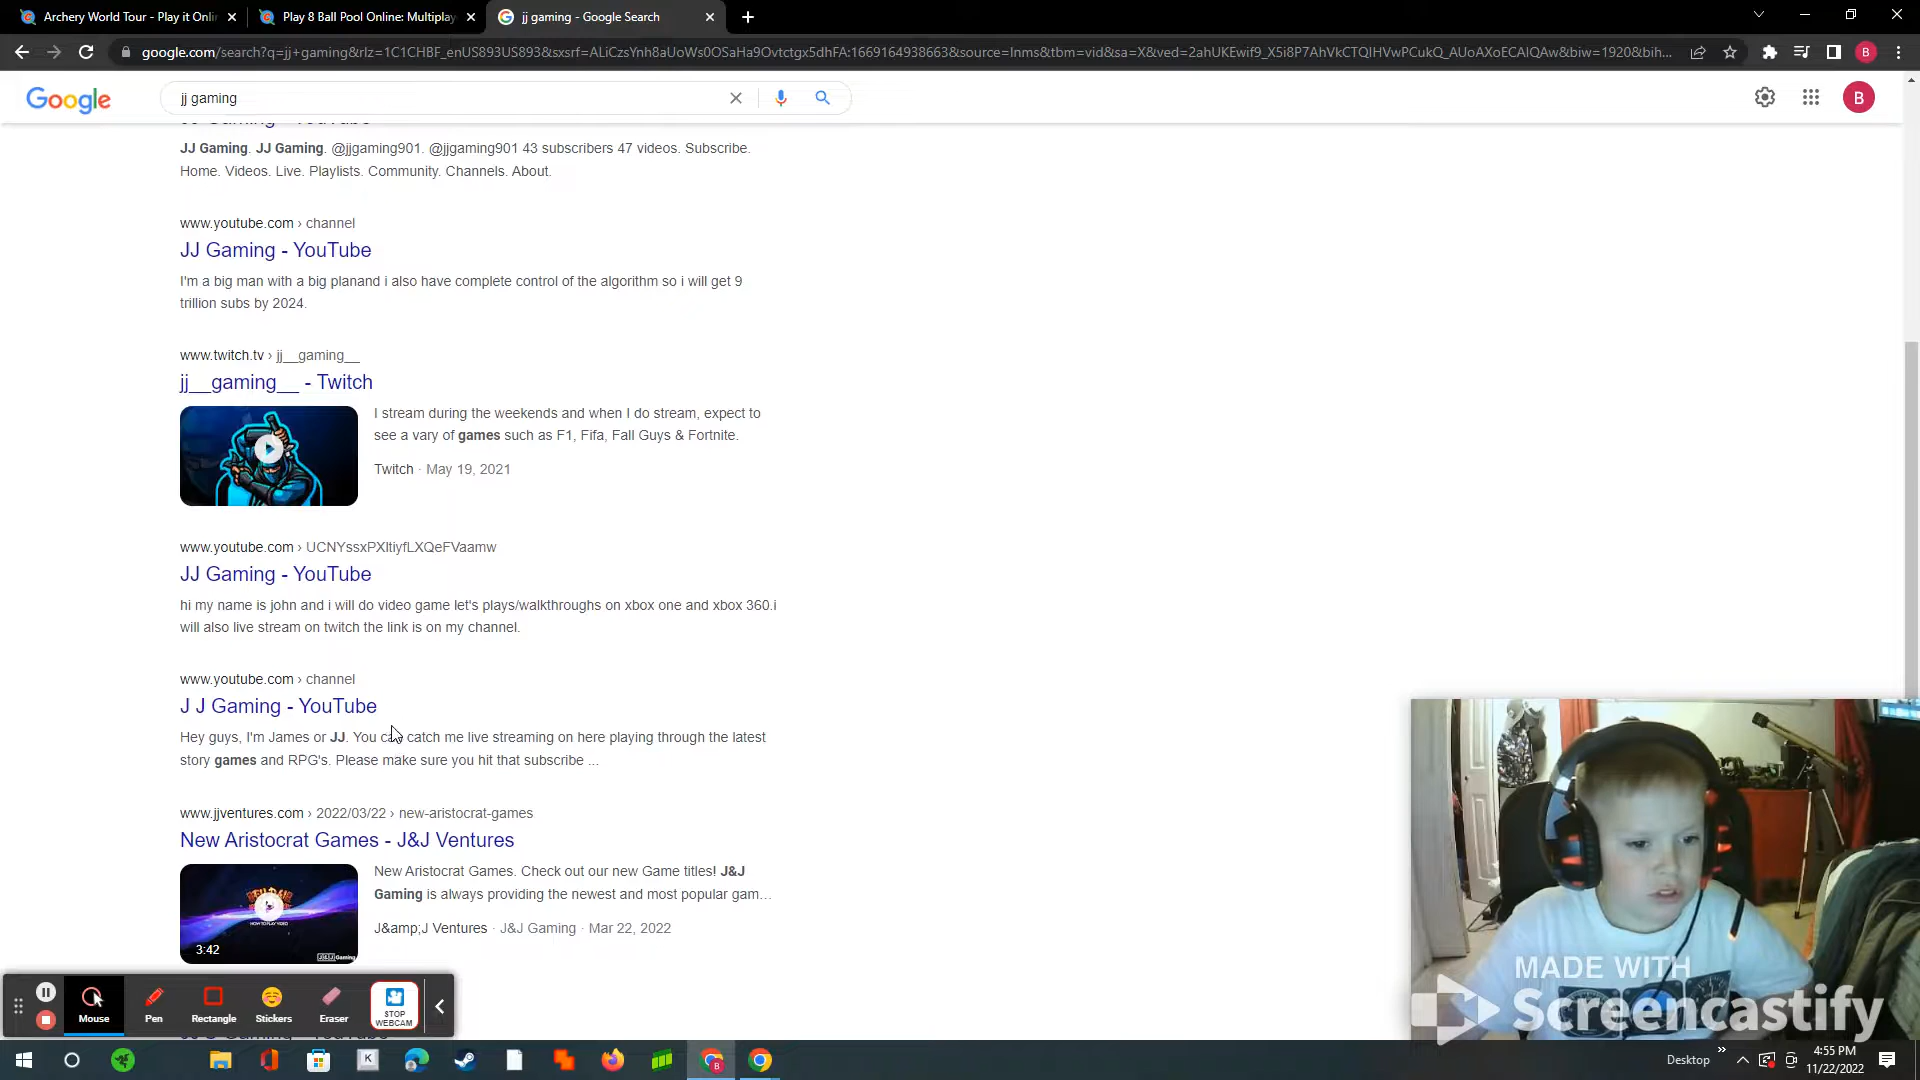 Archery World Tour - Play it Onli
Play 8 Ball Pool Online: Multiplaye
jj gaming - Google Search
google.com/search?q=jj+gaming&rlz=1C1CHBF_enUS893US893&sxsrf=ALiCzsYnh8aUoWs0OSaHa9Ovtctgx5dhFA:1669164938663&source=lnms&tbm=vid&sa=X&ved=2ahUKEwif9_X5i8P7AhVkCTQIHVwPCukQ_AUoAXoECAIQAw&biw=1920&bih...
B
Google
jj gaming
B
JJ Gaming - YouTube
JJ Gaming. JJ Gaming. @jjgaming901. @jjgaming901 43 subscribers 47 videos. Subscribe.
Home. Videos. Live. Playlists. Community. Channels. About.
www.youtube.com › channel
JJ Gaming - YouTube
I'm a big man with a big planand i also have complete control of the algorithm so i will get 9
trillion subs by 2024.
www.twitch.tv › jj__gaming__
jj__gaming__ - Twitch
I stream during the weekends and when I do stream, expect to
see a vary of games such as F1, Fifa, Fall Guys & Fortnite.
Twitch · May 19, 2021
www.youtube.com › UCNYssxPXItiyfLXQeFVaamw
JJ Gaming - YouTube
hi my name is john and i will do video game let's plays/walkthroughs on xbox one and xbox 360.i
will also live stream on twitch the link is on my channel.
www.youtube.com › channel
J J Gaming - YouTube
Hey guys, I'm James or JJ. You can catch me live streaming on here playing through the latest
story games and RPG's. Please make sure you hit that subscribe ...
www.jjventures.com › 2022/03/22 › new-aristocrat-games
New Aristocrat Games - J&J Ventures
New Aristocrat Games. Check out our new Game titles! J&J
Gaming is always providing the newest and most popular gam...
J&amp;J Ventures · J&J Gaming · Mar 22, 2022
HOW TO PLAY VIDEO
3:42
J&J Gaming
Mouse
Pen
Rectangle
Stickers
Eraser
STOP
WEBCAM
MADE WITH
Screencastify
K
B
Desktop
4:55 PM
11/22/2022